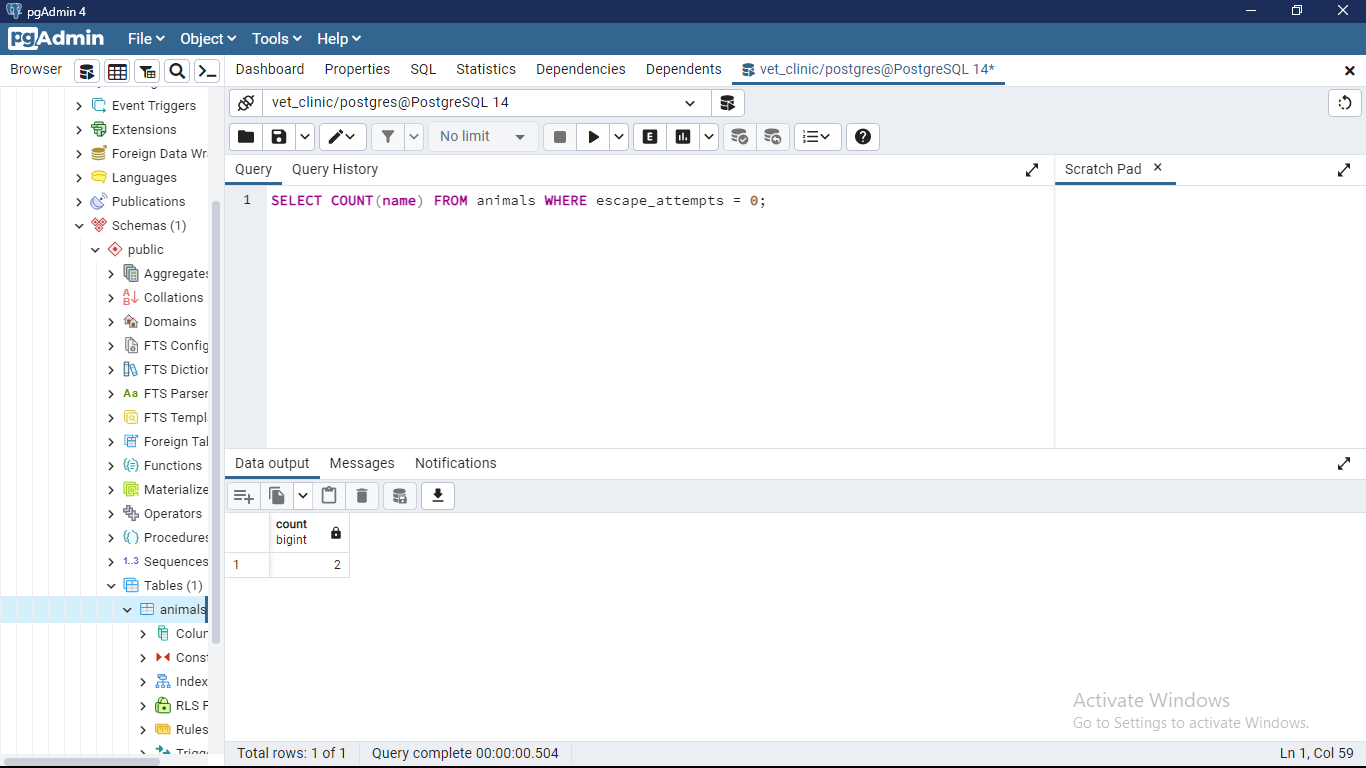 pgAdmin 4
pgAdmin File Object Tools Help
Browser
Dashboard Properties SQL Statistics Dependencies Dependents vet_clinic/postgres@PostgreSQL 14*
Event Triggers
Extensions
Foreign Data Wr
Languages
Publications
Schemas (1)
public
Aggregates
Collations
Domains
FTS Config
FTS Diction
FTS Parser
FTS Templ
Foreign Tal
Functions
Materialize
Operators
Procedures
1..3 Sequences
Tables (1)
animals
Colur
Const
Index
RLS P
Rules
Trigg
vet_clinic/postgres@PostgreSQL 14
No limit
Query Query History
Scratch Pad
1 SELECT COUNT(name) FROM animals WHERE escape_attempts = 0;
Data output Messages Notifications
count
bigint
1 2
Activate Windows
Go to Settings to activate Windows.
Total rows: 1 of 1 Query complete 00:00:00.504 Ln 1, Col 59